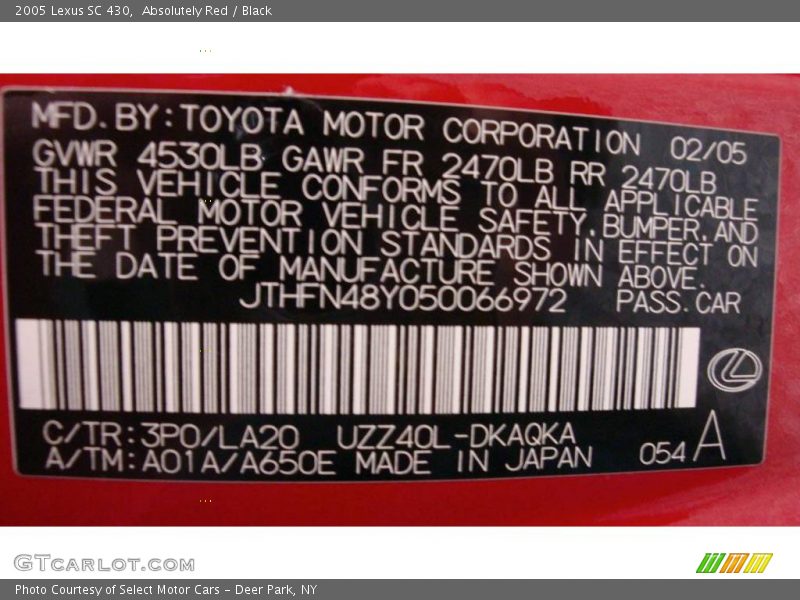 2005 Lexus SC 430,  Absolutely Red / Black
MFD. BY: TOYOTA MOTOR CORPORATION 02/05
GVWR 4530LB GAWR FR 2470LB RR 2470LB
THIS VEHICLE CONFORMS TO ALL APPLICABLE
FEDERAL MOTOR VEHICLE SAFETY, BUMPER, AND
THEFT PREVENTION STANDARDS IN EFFECT ON
THE DATE OF MANUFACTURE SHOWN ABOVE.
JTHFN48Y050066972 PASS. CAR
C/TR: 3P0/LA20 UZZ40L-DKAQKA
A/TM: A01A/A650E MADE IN JAPAN 054 A
GTCARLOT.COM
Photo Courtesy of Select Motor Cars - Deer Park, NY